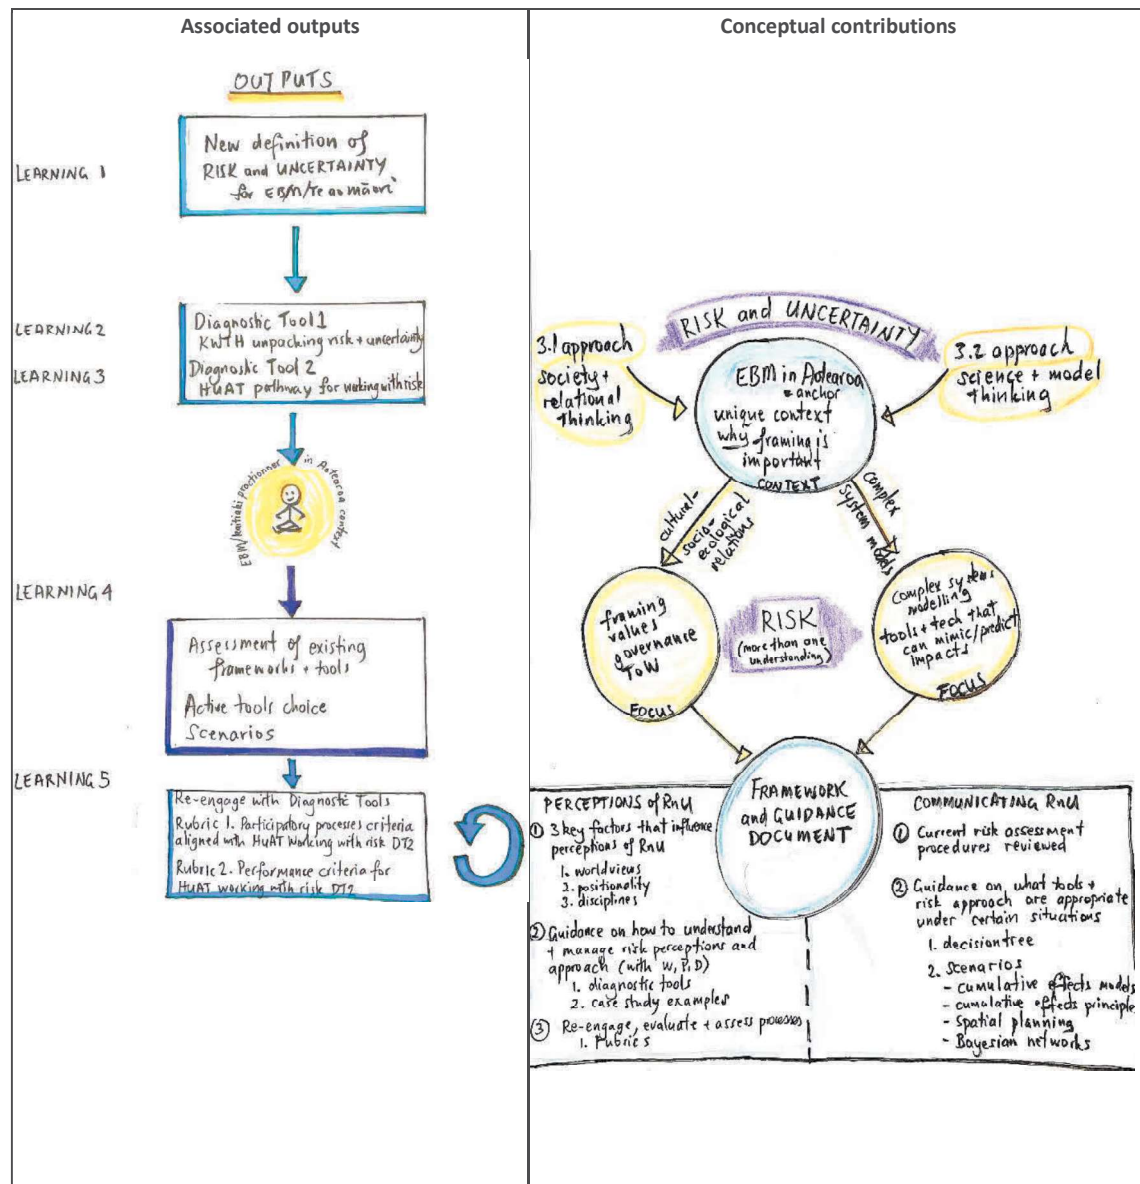 Associated outputs
OUTPUTS
LEARNING 1
New definition of
RISK and UNCERTAINTY
for EBM/Te ao māori
LEARNING 2
LEARNING 3
Diagnostic Tool 1
KWTH unpacking risk + uncertainty
Diagnostic Tool 2
HuAT pathway for working with risk
EBM/kaitiaki practionner in Aotearoa context
LEARNING 4
Assessment of existing
frameworks + tools
Active tools choice
Scenarios
LEARNING 5
Re-engage with Diagnostic Tools
Rubric 1. Participatory processes criteria
aligned with HuAT Working with risk DT2
Rubric 2. Performance criteria for
HuAT working with risk DT2
Conceptual contributions
RISK and UNCERTAINTY
3.1 approach
society +
relational
thinking
3.2 approach
science + model
thinking
EBM in Aotearoa
= anchor
unique context
why framing is
important
CONTEXT
cultural-
socio-
ecological
relations
complex
system models
framing
values
governance
ToW
FOCUS
RISK
(more than one
understanding)
complex systems
modelling
tools + tech that
can mimic/predict
impacts
FOCUS
FRAMEWORK
and GUIDANCE
DOCUMENT
PERCEPTIONS of RnU
① 3 key factors that influence
perceptions of RnU
1. worldviews
2. positionality
3. disciplines
② Guidance on how to understand
+ manage risk perceptions and
approach (with W, P, D)
1. diagnostic tools
2. case study examples
③ Re-engage, evaluate + assess processes
1. Rubrics
COMMUNICATING RnU
① Current risk assessment
procedures reviewed
② Guidance on what tools +
risk approach are appropriate
under certain situations
1. decision tree
2. Scenarios
- cumulative effects models
- cumulative effects principle
- Spatial planning
- Bayesian networks